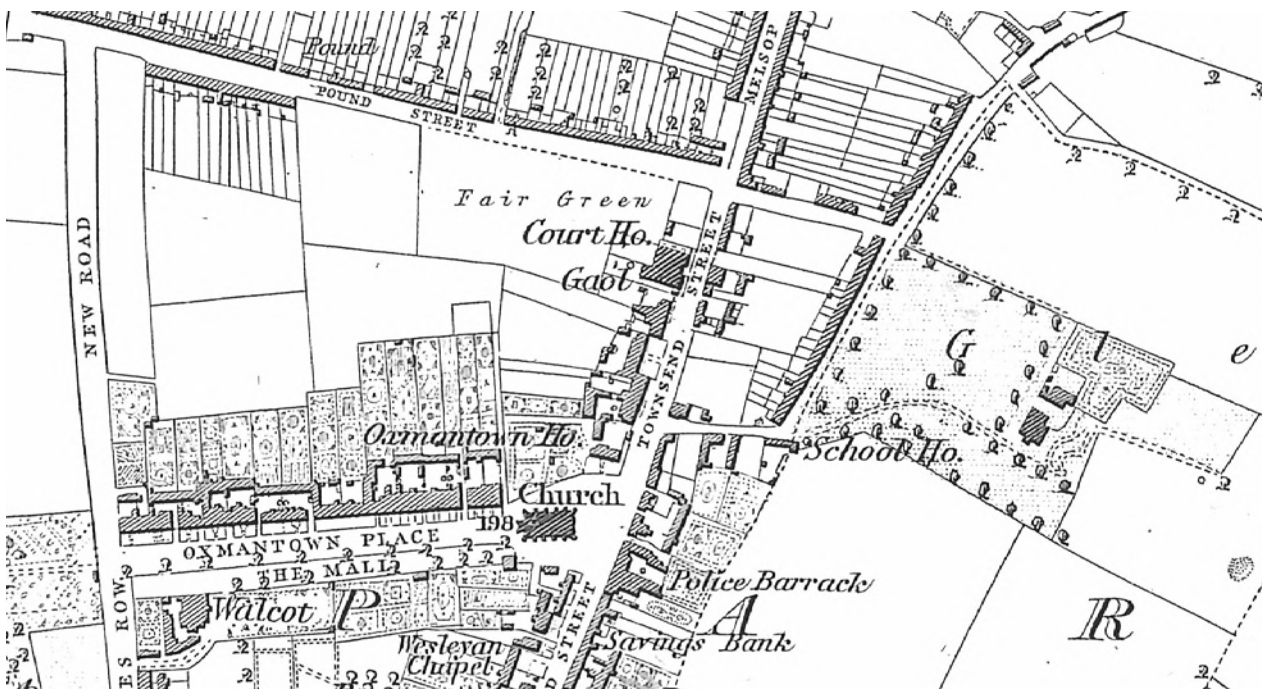 Pound
POUND
STREET
MELSOP
Fair Green
Court Ho.
Gaol
STREET
TOWNSEND
NEW ROAD
G l e
Oxmantown Ho.
School Ho.
Church
198
OXMANTOWN PLACE
THE MALL
Police Barrack
Walcot
P A R
Wesleyan
Chapel
Savings Bank
STREET
ROW